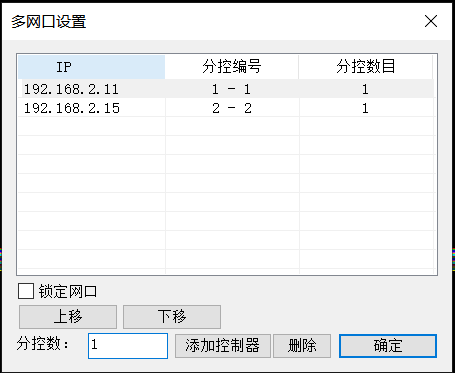 多网口设置
IP 分控编号 分控数目
192.168.2.11 1 - 1 1
192.168.2.15 2 - 2 1
锁定网口
上移 下移
分控数： 1 添加控制器 删除 确定